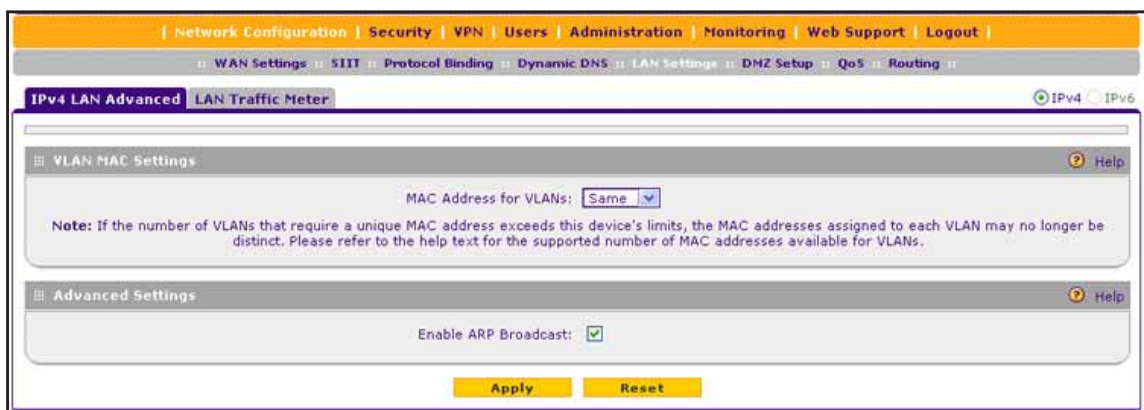 | Network Configuration | Security | VPN | Users | Administration | Monitoring | Web Support | Logout |
:: WAN Settings :: SIIT :: Protocol Binding :: Dynamic DNS :: LAN Settings :: DMZ Setup :: QoS :: Routing ::
IPv4 LAN Advanced LAN Traffic Meter IPv4 IPv6
VLAN MAC Settings Help
MAC Address for VLANs: Same
Note: If the number of VLANs that require a unique MAC address exceeds this device's limits, the MAC addresses assigned to each VLAN may no longer be
distinct. Please refer to the help text for the supported number of MAC addresses available for VLANs.
Advanced Settings Help
Enable ARP Broadcast:
Apply Reset